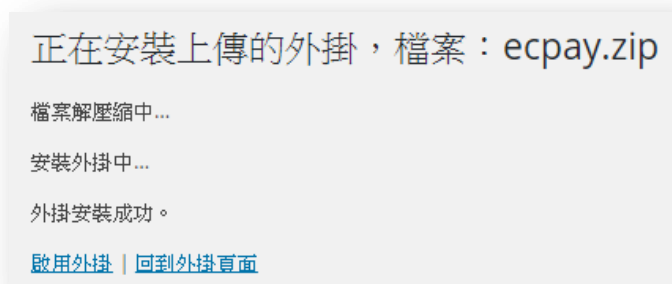 正在安裝上傳的外掛，檔案：ecpay.zip
檔案解壓縮中...
安裝外掛中...
外掛安裝成功。
啟用外掛 | 回到外掛頁面